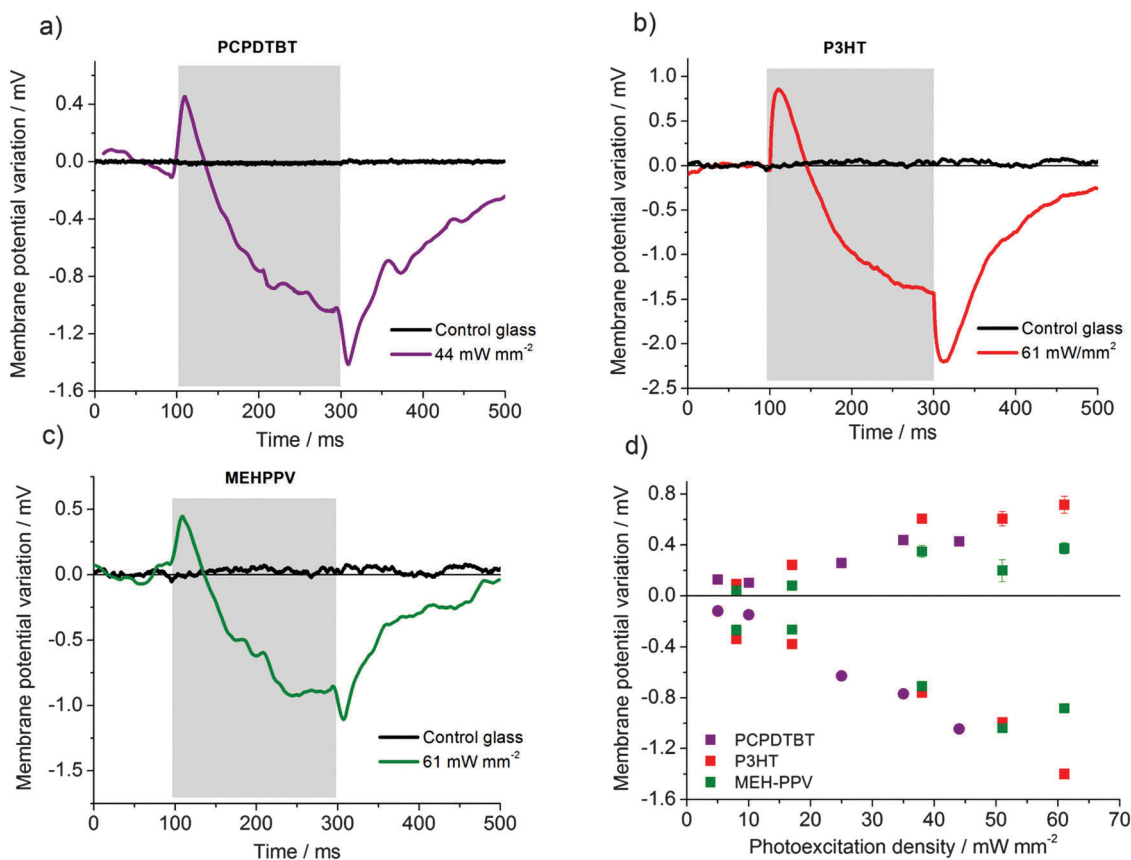 a)
PCPDTBT
Membrane potential variation / mV
0.4
0.0
-0.4
-0.8
-1.2
-1.6
Control glass
44 mW mm⁻²
0 100 200 300 400 500
Time / ms
b)
P3HT
Membrane potential variation / mV
1.0
0.5
0.0
-0.5
-1.0
-1.5
-2.0
-2.5
Control glass
61 mW/mm²
0 100 200 300 400 500
Time / ms
c)
MEHPPV
Membrane potential variation / mV
0.5
0.0
-0.5
-1.0
-1.5
Control glass
61 mW mm⁻²
0 100 200 300 400 500
Time / ms
d)
Membrane potential variation / mV
0.8
0.4
0.0
-0.4
-0.8
-1.2
-1.6
PCPDTBT
P3HT
MEH-PPV
0 10 20 30 40 50 60 70
Photoexcitation density / mW mm⁻²